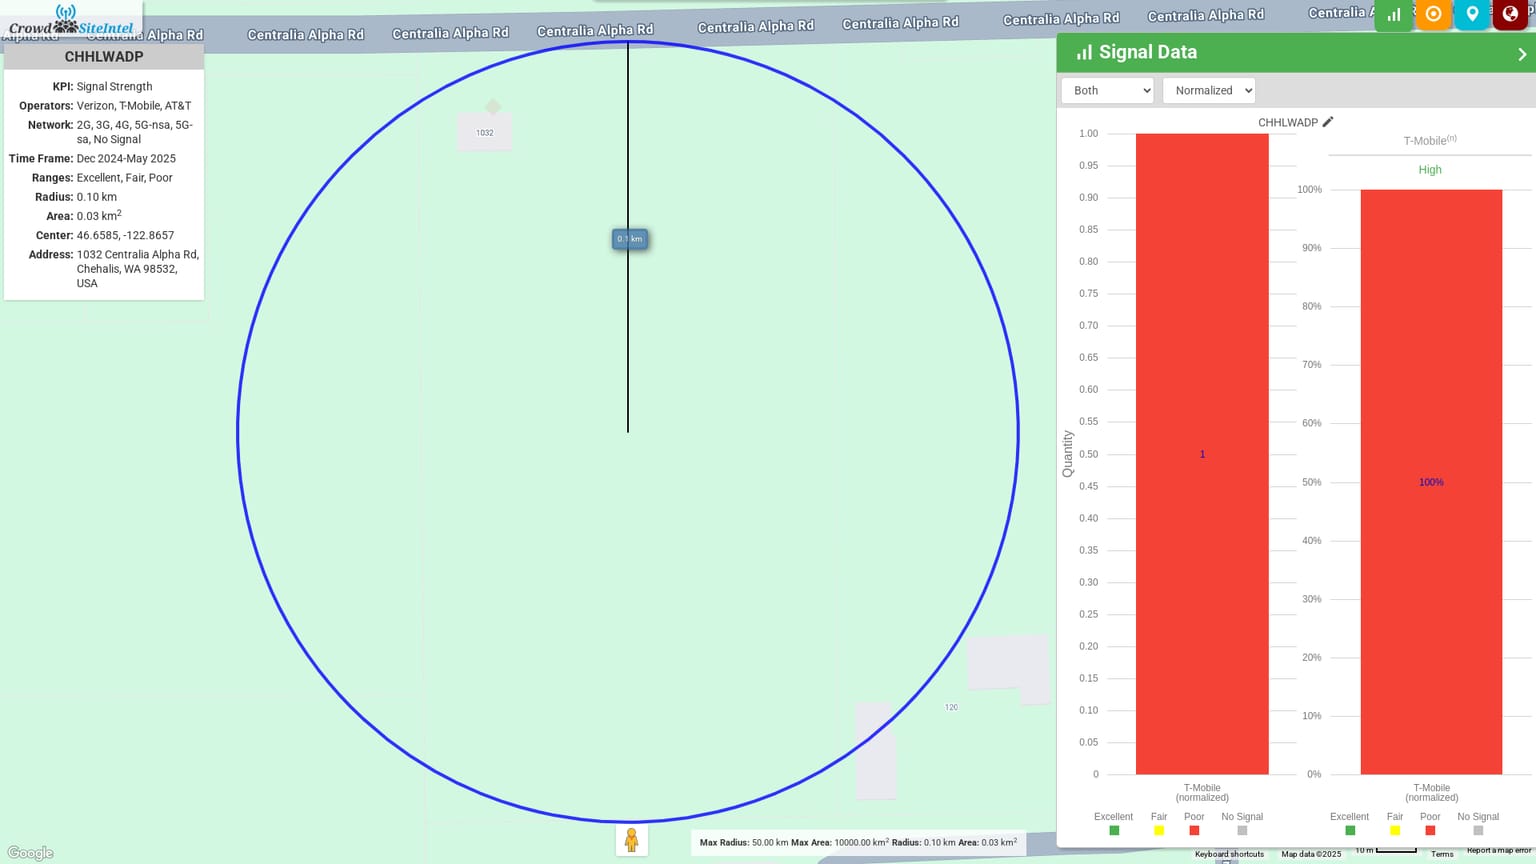 Crowd SiteIntel
Alpha Rd
Centralia Alpha Rd
Centralia Alpha Rd
Centralia Alpha Rd
Centralia Alpha Rd
Centralia Alpha Rd
Centralia Alpha Rd
Centralia Alpha Rd
Centralia Alpha Rd
CHHLWADP
KPI: Signal Strength
Operators: Verizon, T-Mobile, AT&T
Network: 2G, 3G, 4G, 5G-nsa, 5G-
sa, No Signal
Time Frame: Dec 2024-May 2025
Ranges: Excellent, Fair, Poor
Radius: 0.10 km
Area: 0.03 km²
Center: 46.6585, -122.8657
Address: 1032 Centralia Alpha Rd,
Chehalis, WA 98532,
USA
1032
0.1 km
120
Google
Max Radius: 50.00 km Max Area: 10000.00 km² Radius: 0.10 km Area: 0.03 km²
Signal Data
Both Normalized
CHHLWADP
Quantity
1.00
0.95
0.90
0.85
0.80
0.75
0.70
0.65
0.60
0.55
0.50
0.45
0.40
0.35
0.30
0.25
0.20
0.15
0.10
0.05
0
1
T-Mobile
(normalized)
Excellent Fair Poor No Signal
T-Mobile(n)
High
100%
90%
80%
70%
60%
50%
40%
30%
20%
10%
0%
100%
T-Mobile
(normalized)
Excellent Fair Poor No Signal
Keyboard shortcuts Map data ©2025 10 m Terms Report a map error